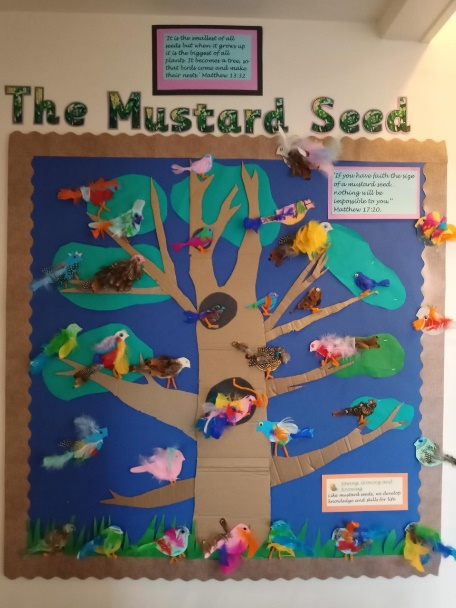 'It is the smallest of all
seeds but when it grows up
it is the biggest of all
plants. It becomes a tree, so
that birds come and make
their nests.' Matthew 13:32
The Mustard Seed
"If you have faith the size
of a mustard seed
nothing will be
impossible to you."
Matthew 17:20.
growing
Like mustard seeds, we develop
knowledge and skills for life